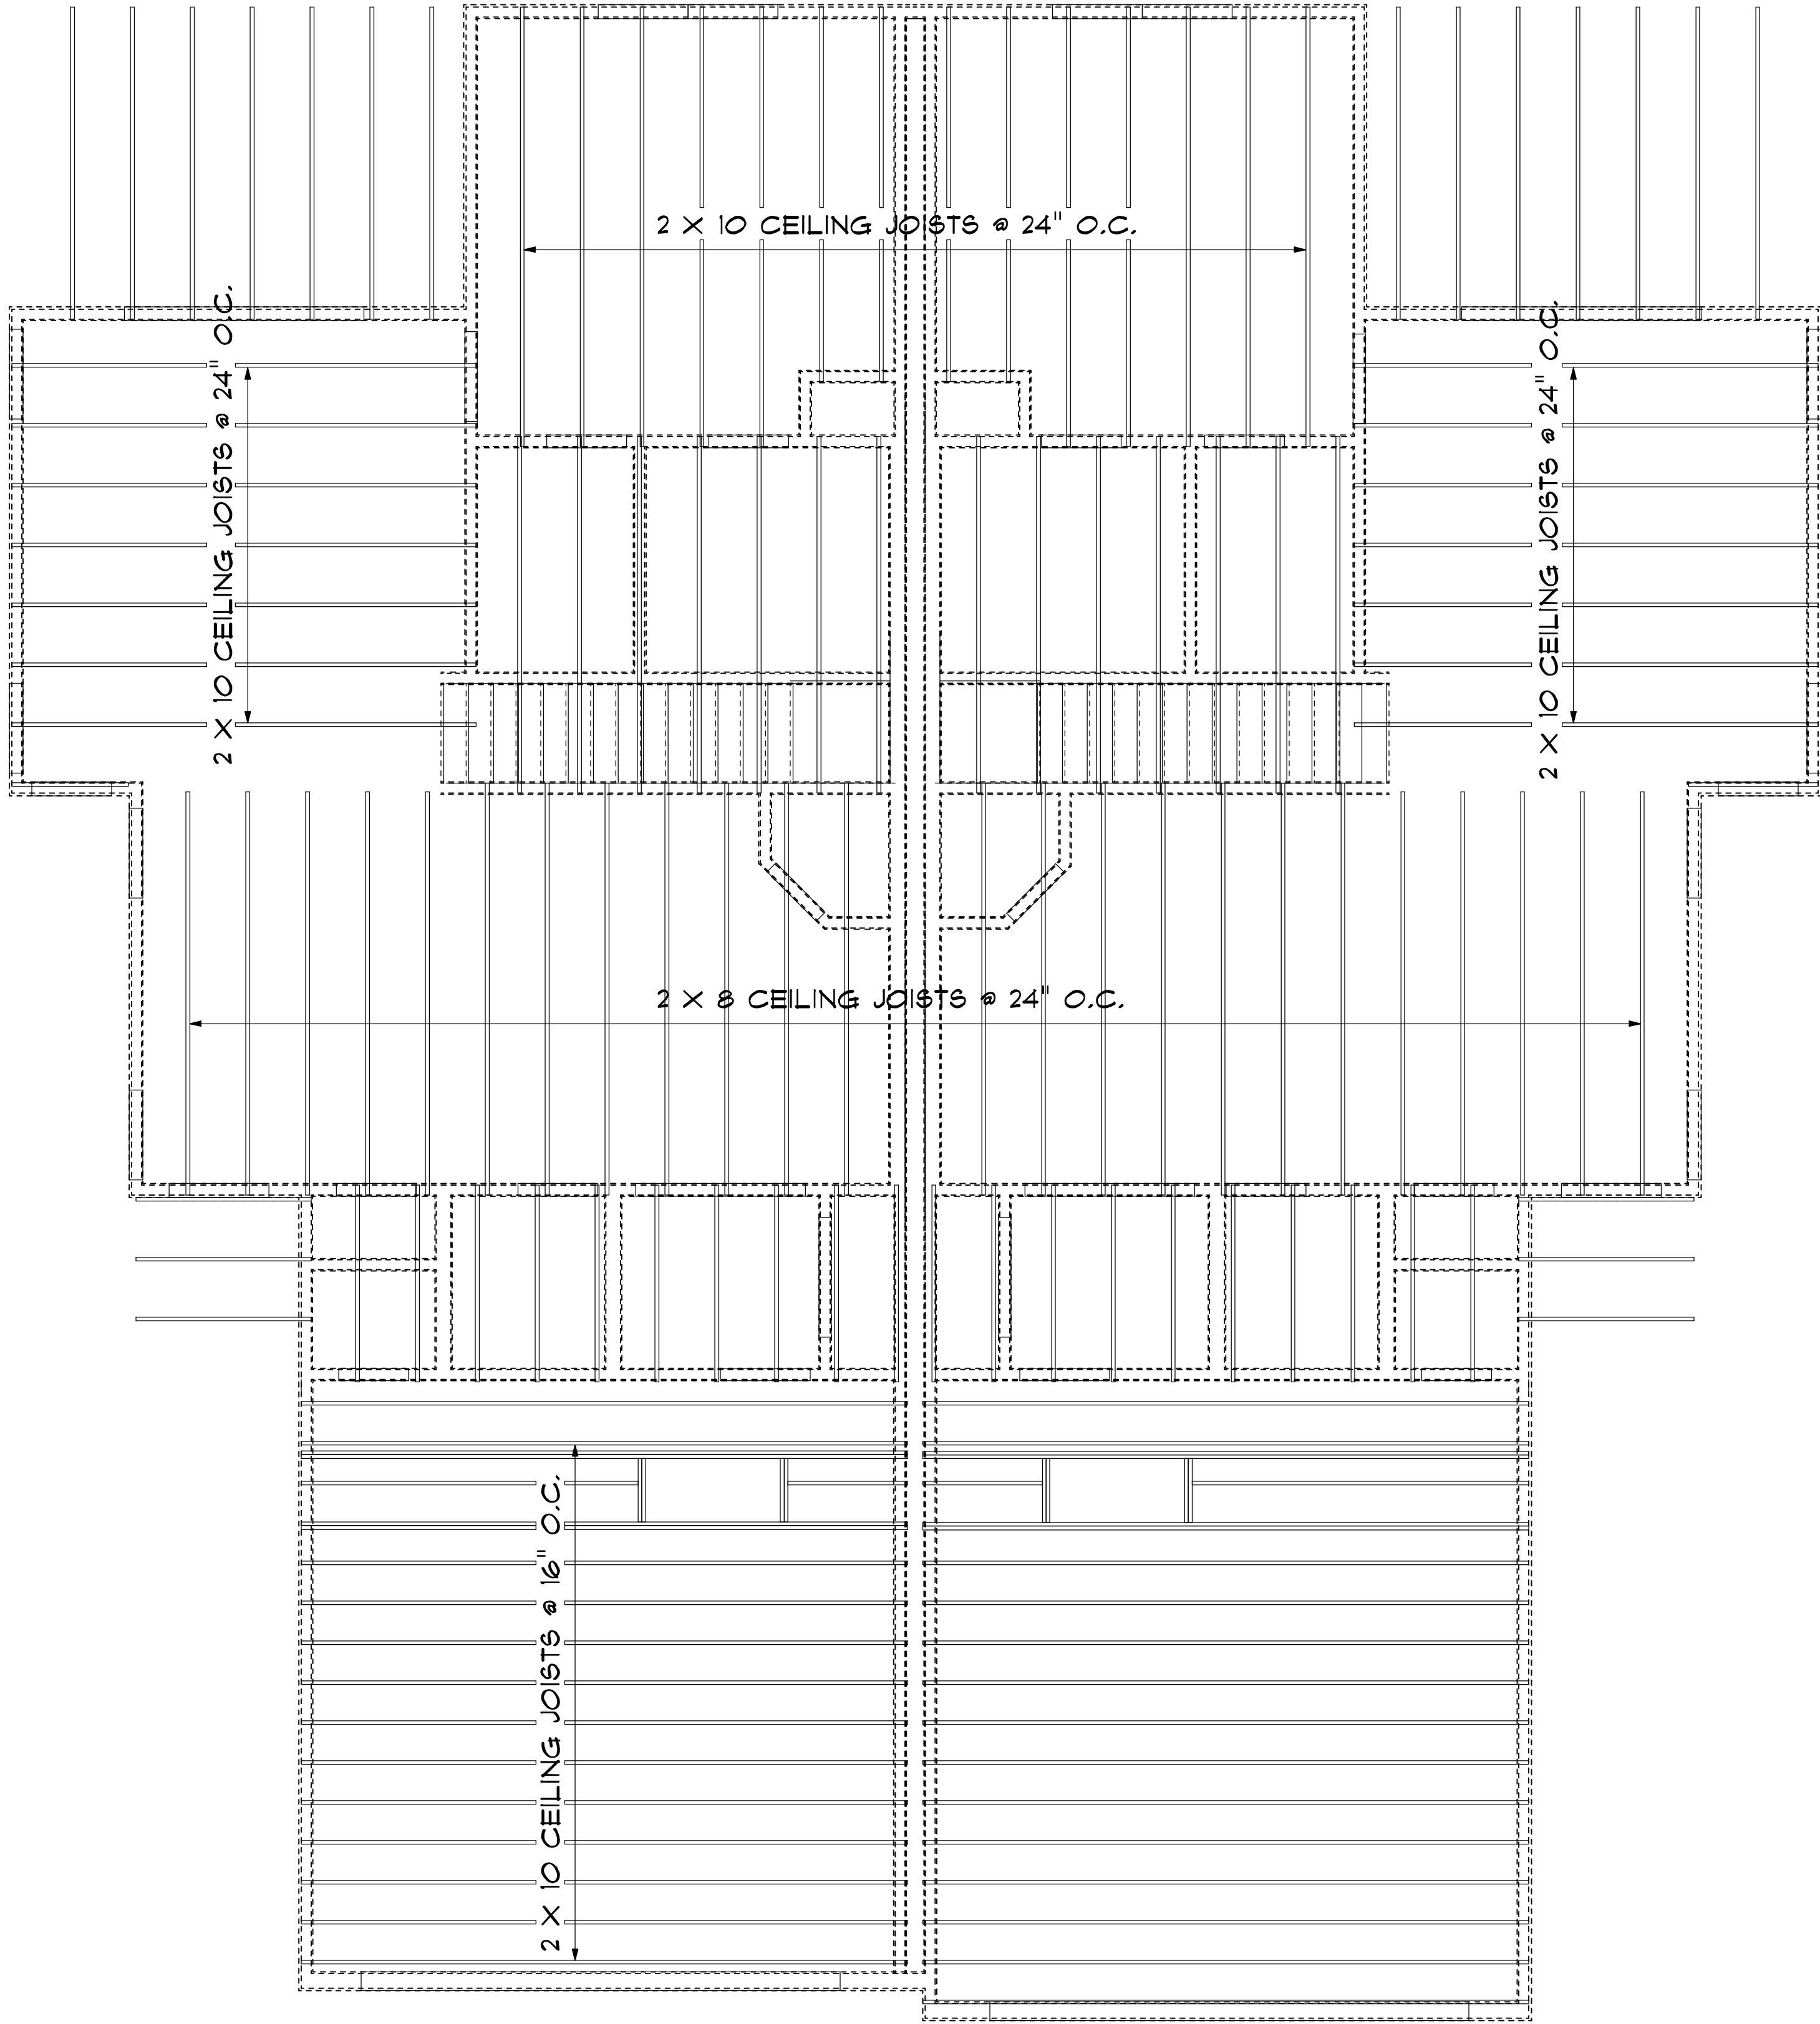 2 X 10 CEILING JOISTS @ 24" O.C.
2 X 10 CEILING JOISTS @ 24" O.C.
2 X 10 CEILING JOISTS @ 24" O.C.
2 X 8 CEILING JOISTS @ 24" O.C.
2 X 10 CEILING JOISTS @ 16" O.C.